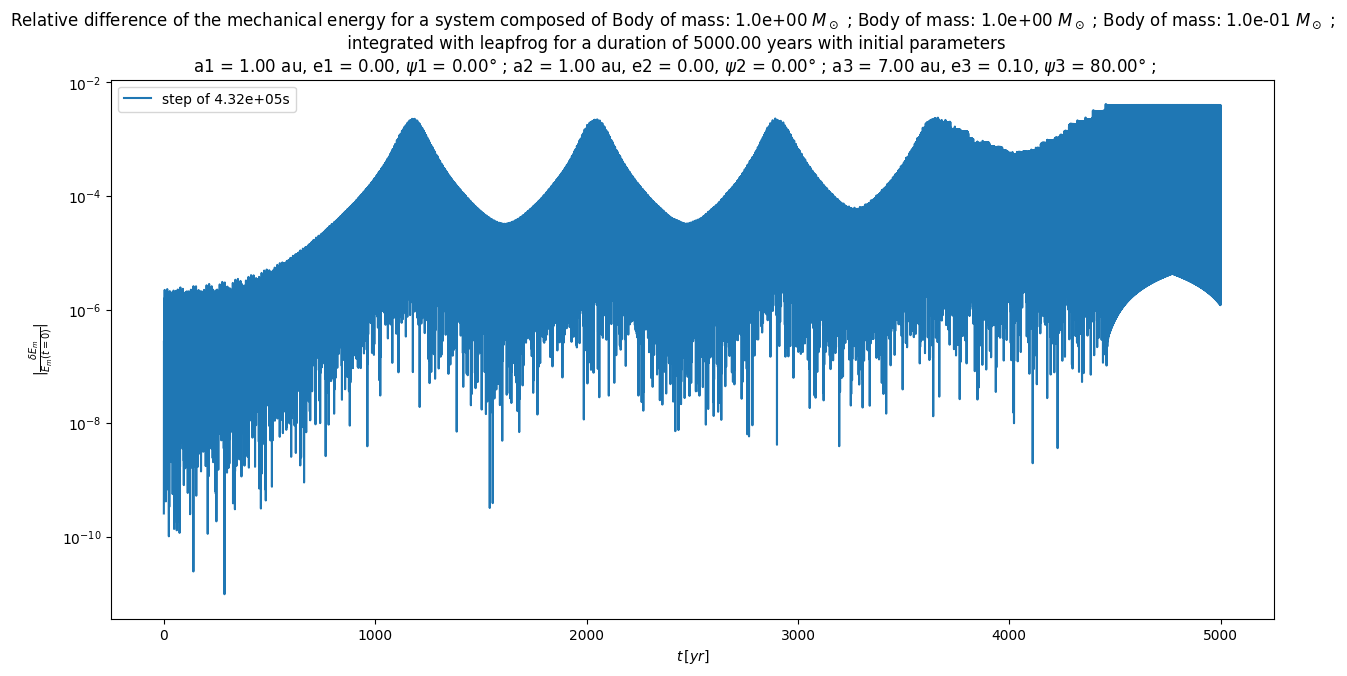 Relative difference of the mechanical energy for a system composed of Body of mass: 1.0e+00 $M_\odot$ ; Body of mass: 1.0e+00 $M_\odot$ ; Body of mass: 1.0e-01 $M_\odot$ ;
integrated with leapfrog for a duration of 5000.00 years with initial parameters
a1 = 1.00 au, e1 = 0.00, ψ1 = 0.00° ; a2 = 1.00 au, e2 = 0.00, ψ2 = 0.00° ; a3 = 7.00 au, e3 = 0.10, ψ3 = 80.00° ;
step of 4.32e+05s
$10^{-2}$
$10^{-4}$
$10^{-6}$
$10^{-8}$
$10^{-10}$
$|\frac{\delta E_m}{E_m(t=0)}|$
0 1000 2000 3000 4000 5000
t [yr]